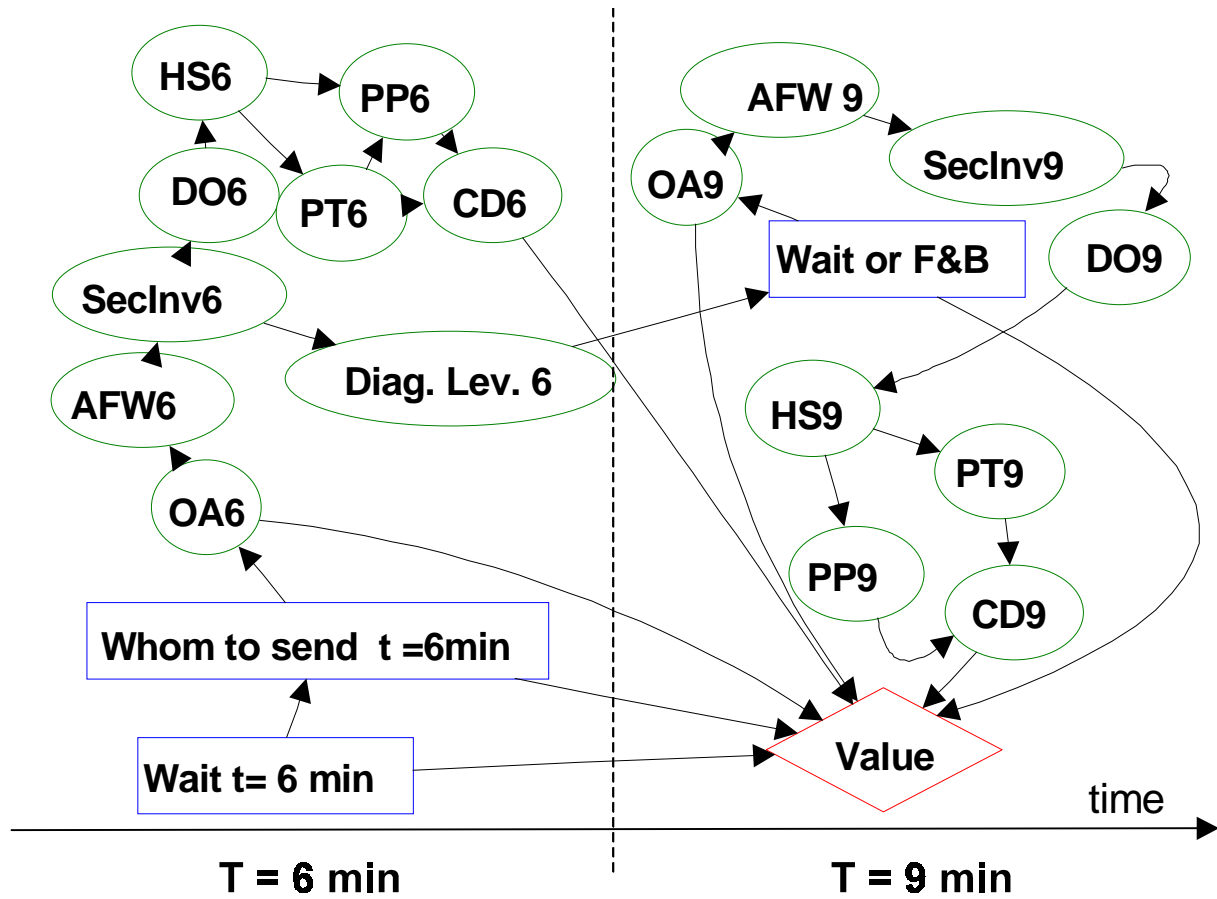 HS6
PP6
DO6
PT6
CD6
SecInv6
Diag. Lev. 6
AFW6
OA6
Whom to send t =6min
Wait t= 6 min
AFW 9
SecInv9
OA9
Wait or F&B
DO9
HS9
PT9
PP9
CD9
Value
time
T = 6 min
T = 9 min